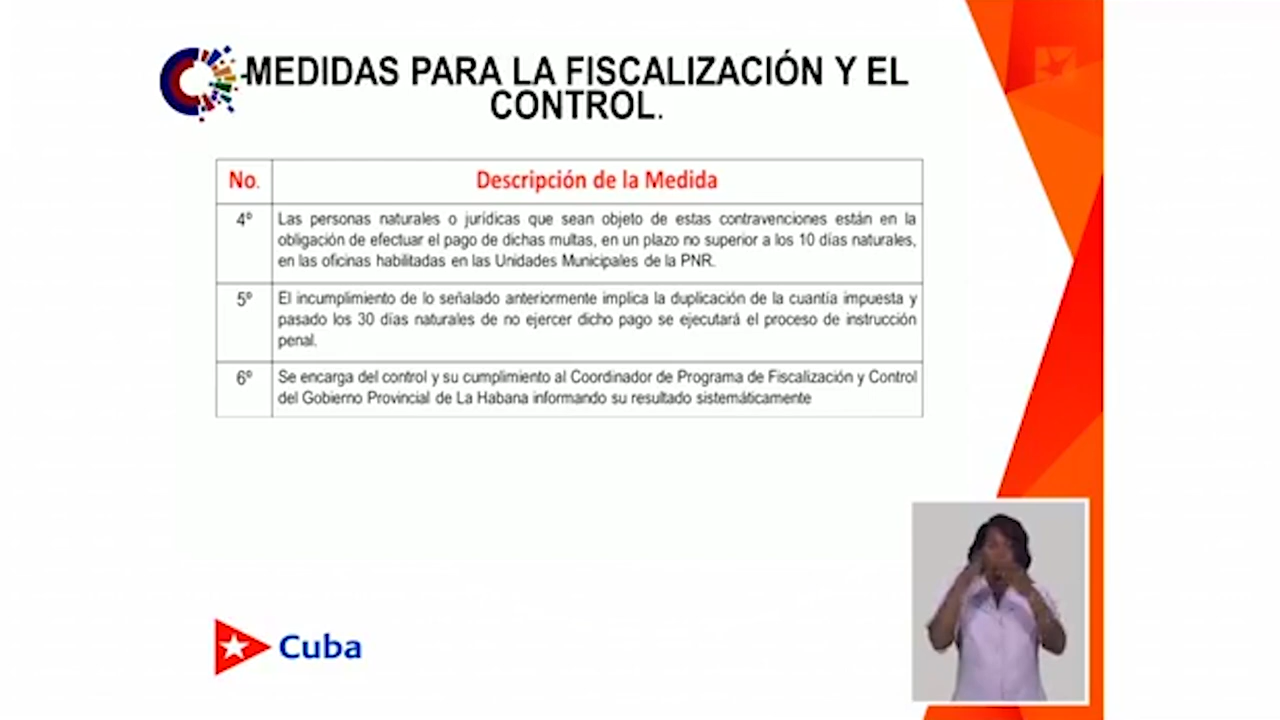 MEDIDAS PARA LA FISCALIZACIÓN Y EL
CONTROL.
No. Descripción de la Medida
4º Las personas naturales o jurídicas que sean objeto de estas contravenciones están en la
obligación de efectuar el pago de dichas multas, en un plazo no superior a los 10 días naturales,
en las oficinas habilitadas en las Unidades Municipales de la PNR.
5º El incumplimiento de lo señalado anteriormente implica la duplicación de la cuantía impuesta y
pasado los 30 días naturales de no ejercer dicho pago se ejecutará el proceso de instrucción
penal.
6º Se encarga del control y su cumplimiento al Coordinador de Programa de Fiscalización y Control
del Gobierno Provincial de La Habana informando su resultado sistemáticamente
Cuba